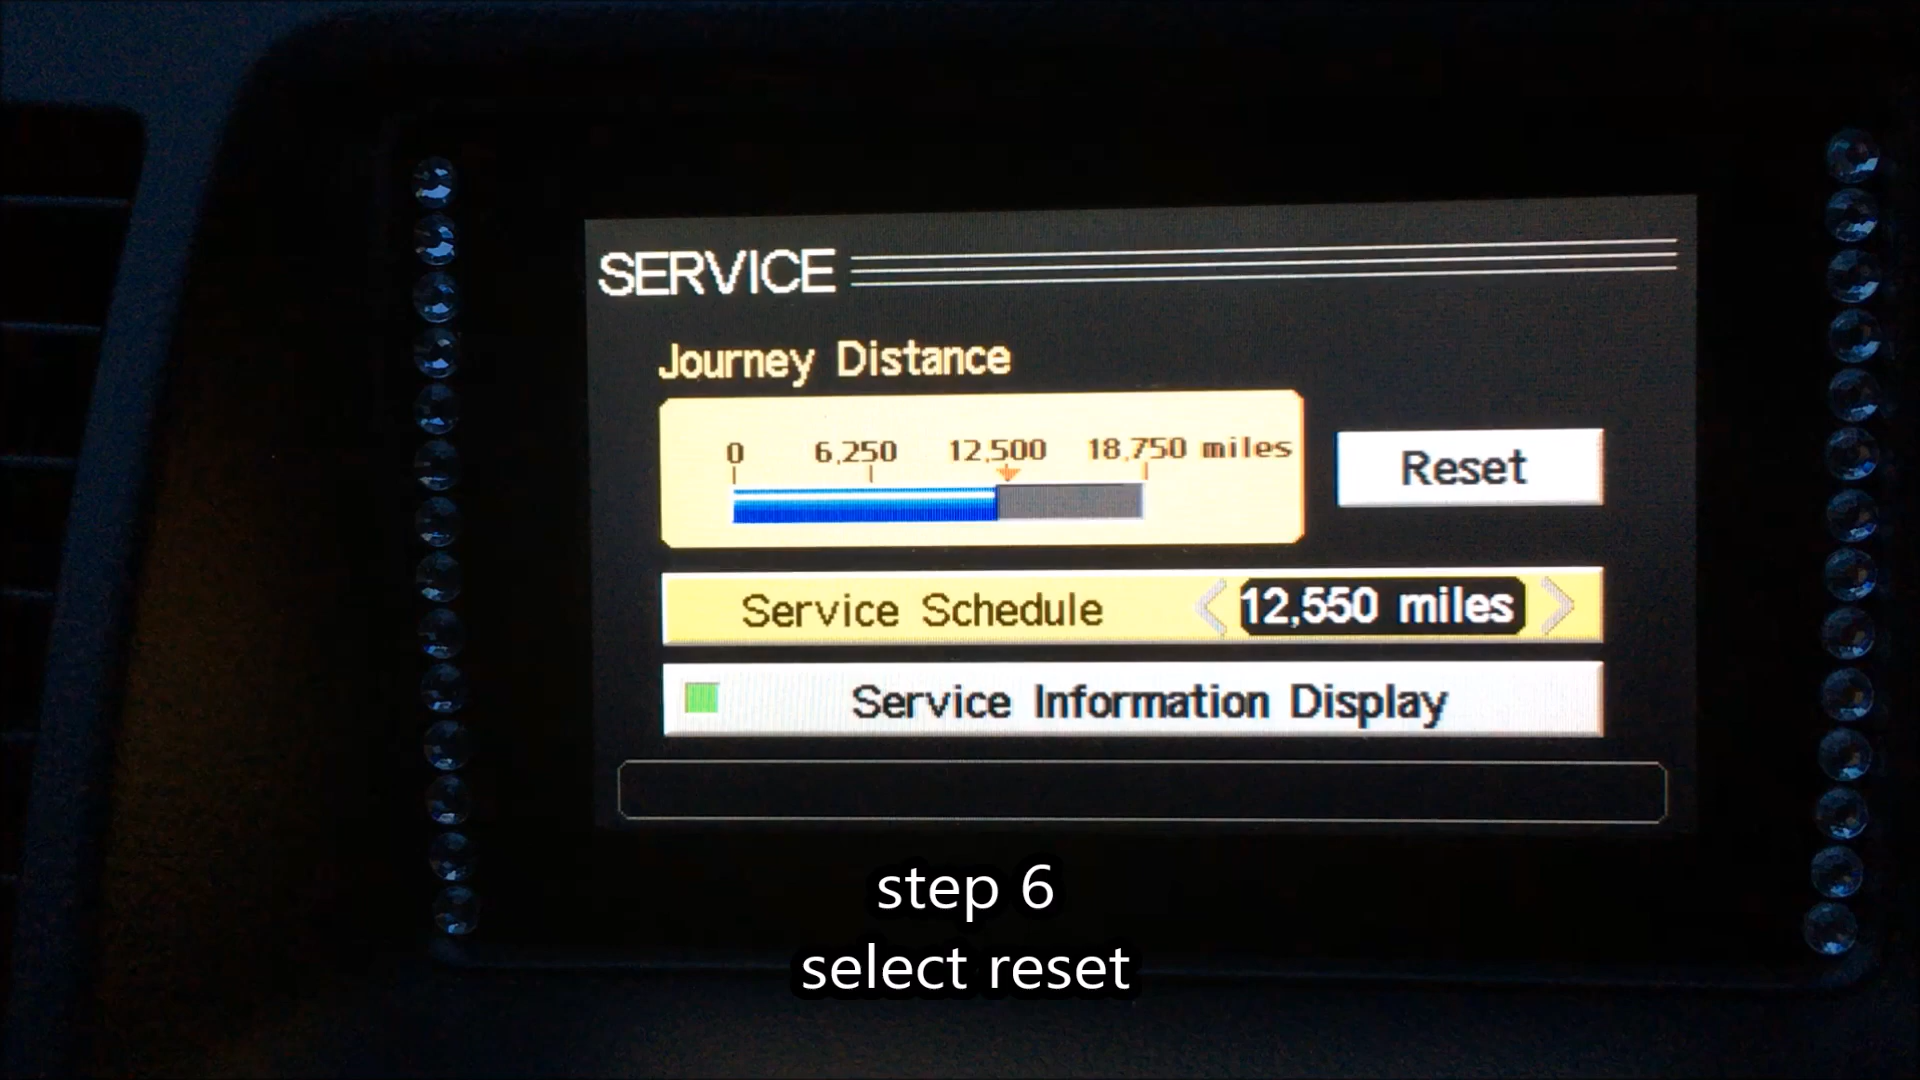 SERVICE
Journey Distance
0 6,250 12,500 18,750 miles
Reset
Service Schedule < 12,550 miles >
Service Information Display
step 6
select reset